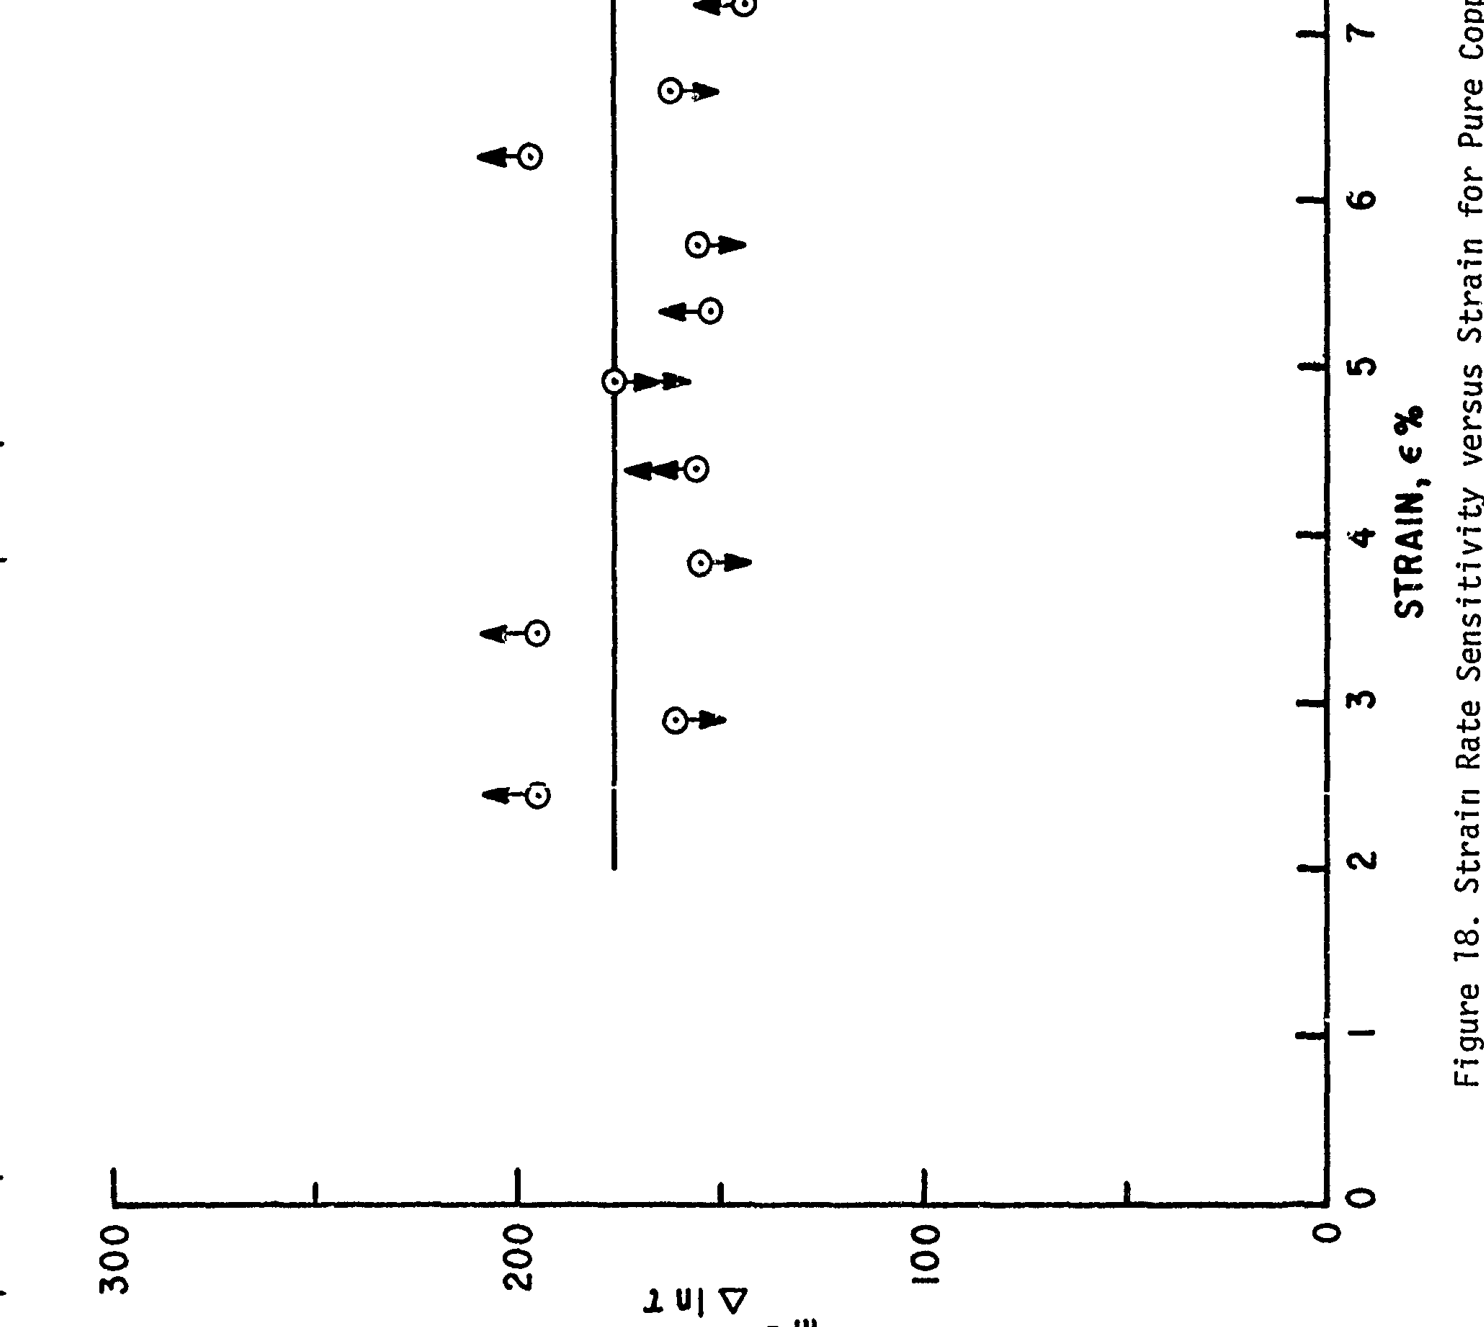 Δ ln τ
300
200
100
0
0 1 2 3 4 5 6 7
STRAIN, ε %
Figure 18. Strain Rate Sensitivity versus Strain for Pure